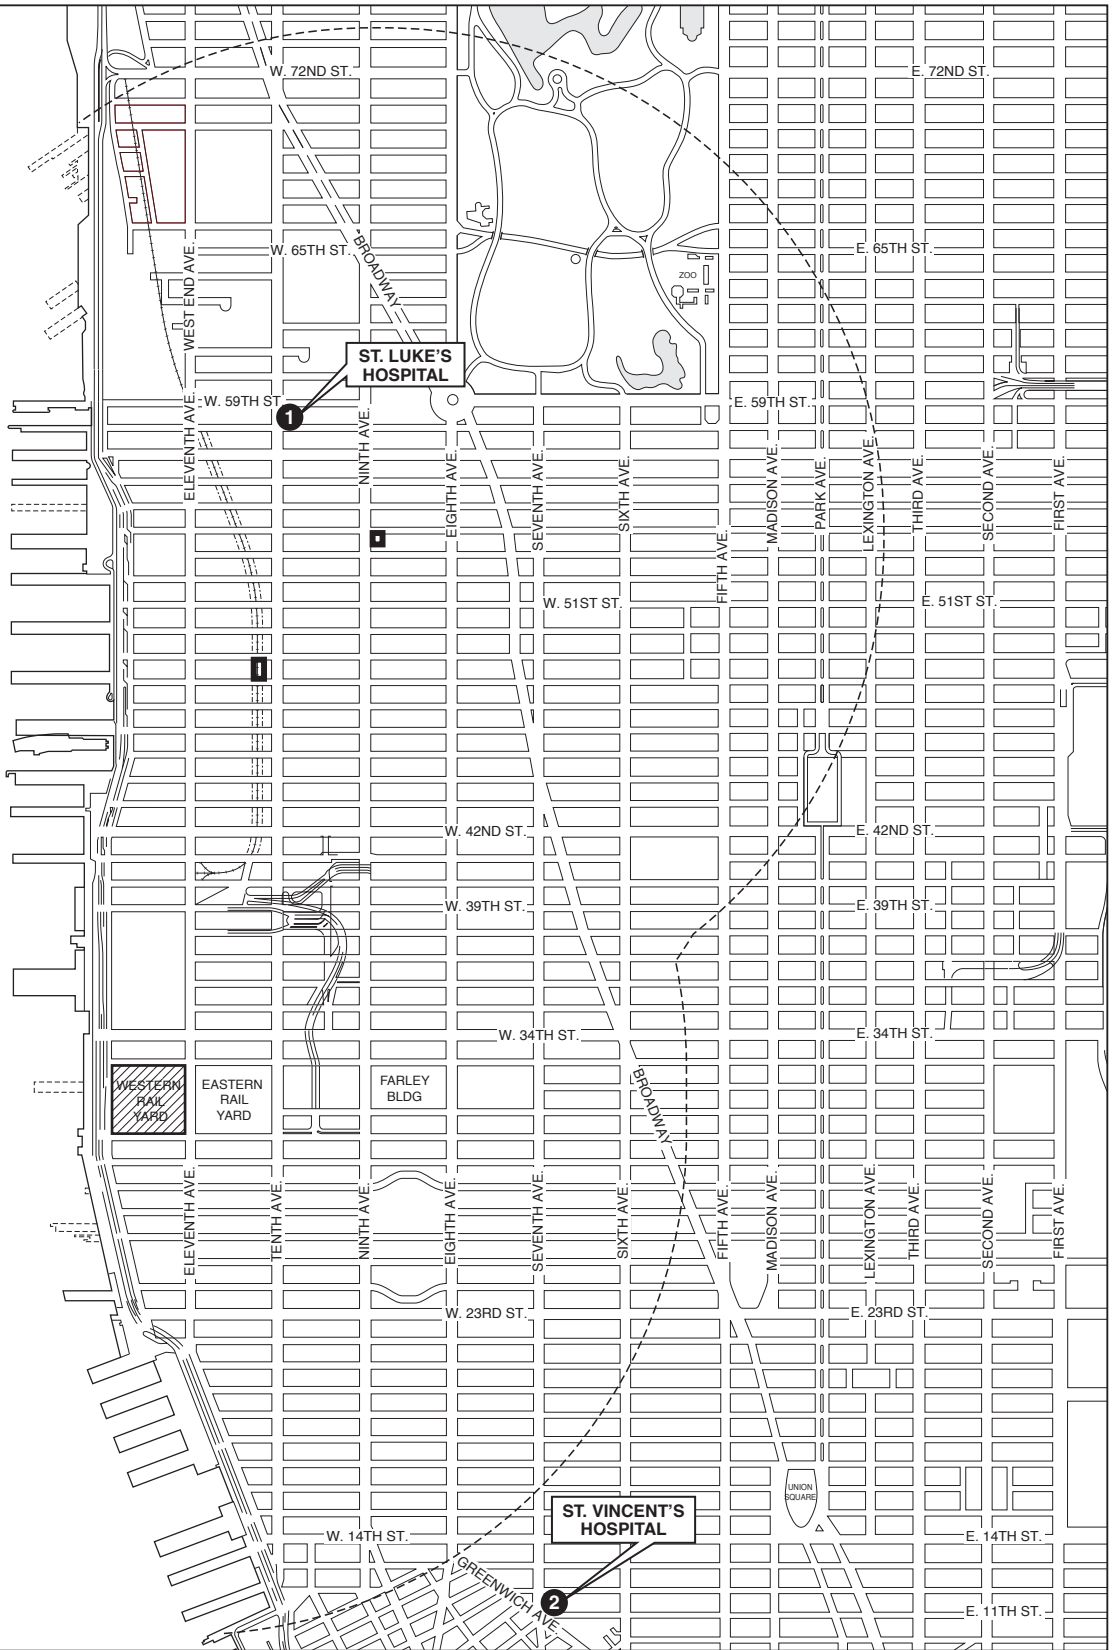 W. 72ND ST.
E. 72ND ST.
W. 65TH ST.
E. 65TH ST.
BROADWAY
ZOO
WEST END AVE.
ST. LUKE'S
HOSPITAL
W. 59TH ST.
E. 59TH ST.
1
ELEVENTH AVE.
NINTH AVE.
EIGHTH AVE.
SEVENTH AVE.
SIXTH AVE.
FIFTH AVE.
MADISON AVE.
PARK AVE.
LEXINGTON AVE.
THIRD AVE.
SECOND AVE.
FIRST AVE.
W. 51ST ST.
E. 51ST ST.
W. 42ND ST.
E. 42ND ST.
W. 39TH ST.
E. 39TH ST.
W. 34TH ST.
E. 34TH ST.
WESTERN
RAIL
YARD
EASTERN
RAIL
YARD
FARLEY
BLDG
BROADWAY
ELEVENTH AVE.
TENTH AVE.
NINTH AVE.
EIGHTH AVE.
SEVENTH AVE.
SIXTH AVE.
FIFTH AVE.
MADISON AVE.
LEXINGTON AVE.
THIRD AVE.
SECOND AVE.
FIRST AVE.
W. 23RD ST.
E. 23RD ST.
UNION
SQUARE
ST. VINCENT'S
HOSPITAL
W. 14TH ST.
E. 14TH ST.
GREENWICH AVE.
2
E. 11TH ST.